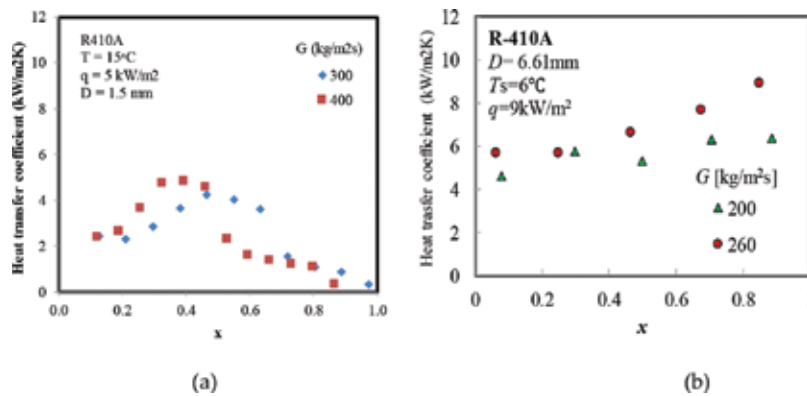 (a)
Heat transfer coefficient (kW/m2K)
12
10
8
6
4
2
0
R410A
T = 15°C
q = 5 kW/m2
D = 1.5 mm
G (kg/m2s)
300
400
0.0 0.2 0.4 0.6 0.8 1.0
x
(a)
Heat trasfer coefficient (kW/m2K)
12
10
8
6
4
2
0
R-410A
D= 6.61mm
Ts=6℃
q=9kW/m²
G [kg/m²s]
200
260
0 0.2 0.4 0.6 0.8
x
(b)